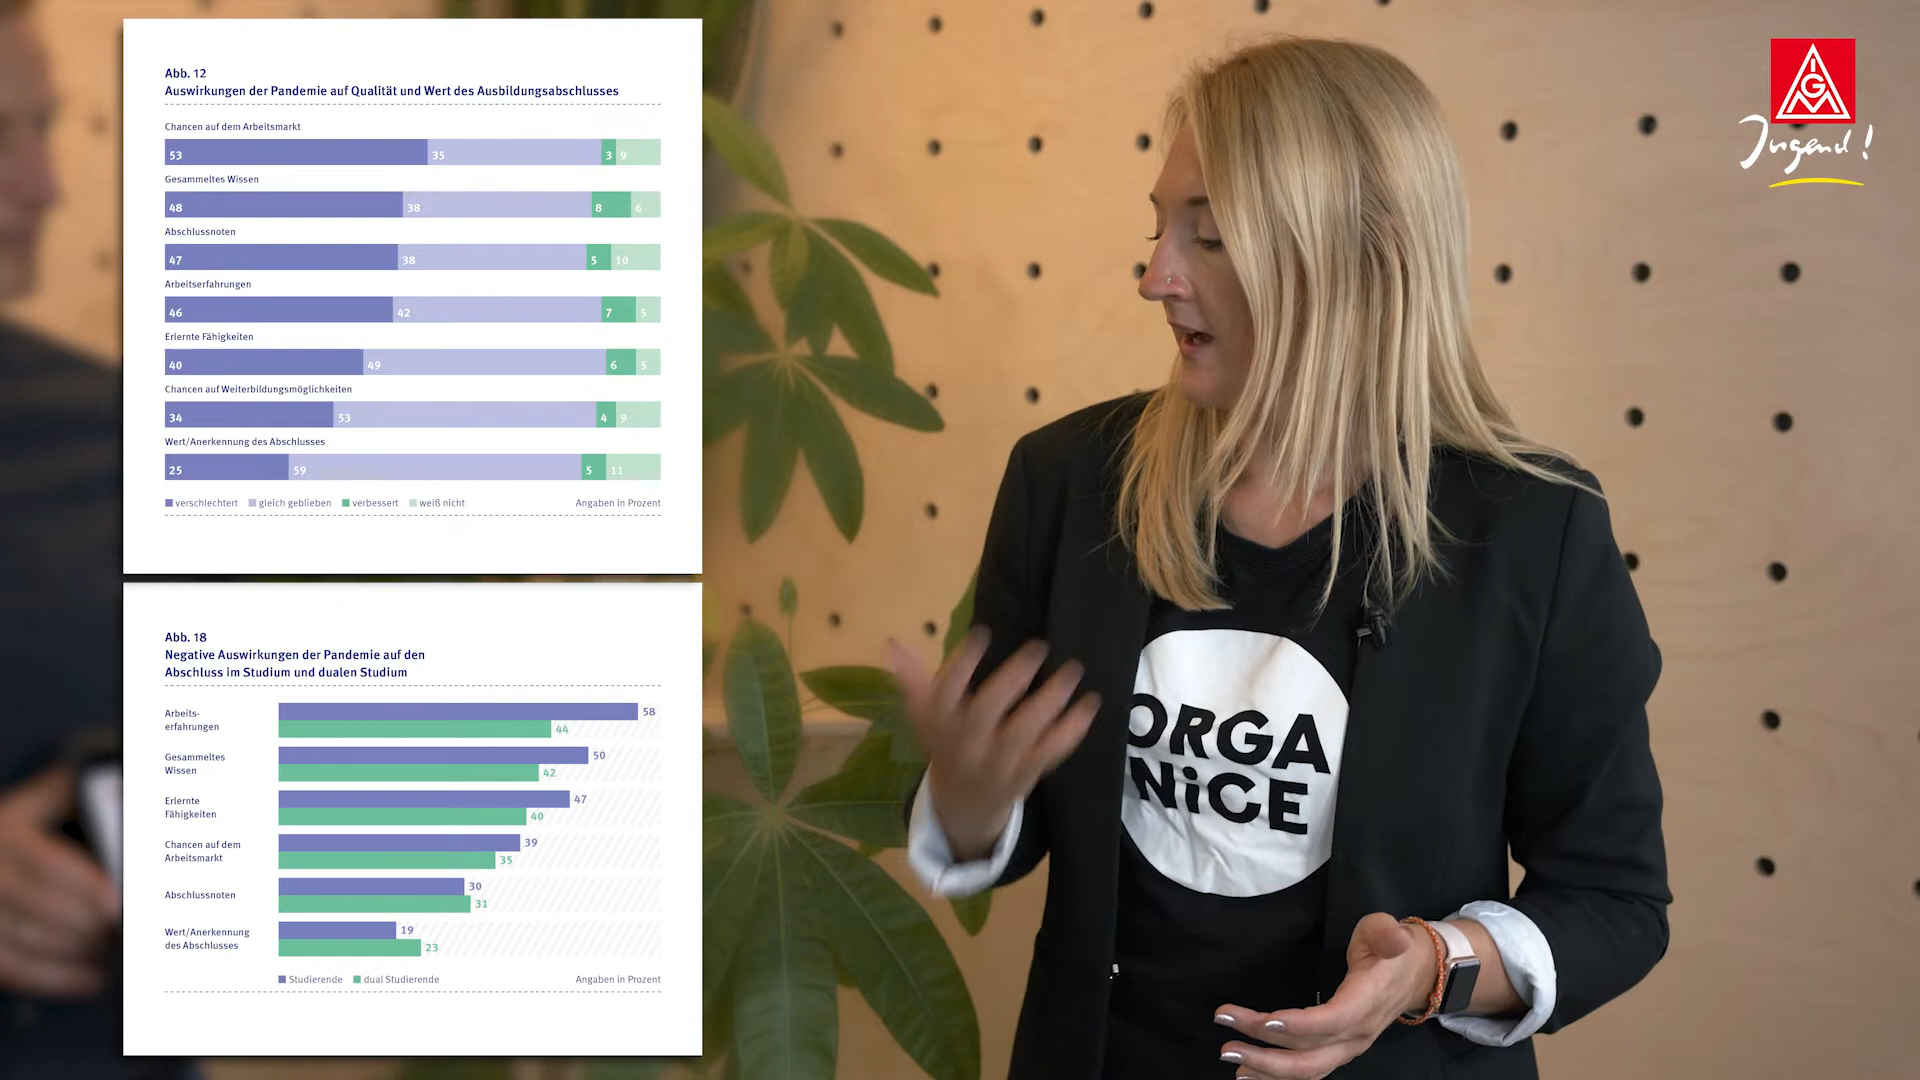 Abb. 12
Auswirkungen der Pandemie auf Qualität und Wert des Ausbildungsabschlusses
Chancen auf dem Arbeitsmarkt
53 35 3 9
Gesammeltes Wissen
48 38 8 6
Abschlussnoten
47 38 5 10
Arbeitserfahrungen
46 42 7 5
Erlernte Fähigkeiten
40 49 6 5
Chancen auf Weiterbildungsmöglichkeiten
34 53 4 9
Wert/Anerkennung des Abschlusses
25 59 5 11
verschlechtert gleich geblieben verbessert weiß nicht Angaben in Prozent
Abb. 18
Negative Auswirkungen der Pandemie auf den
Abschluss im Studium und dualen Studium
Arbeits-
erfahrungen
58
44
Gesammeltes
Wissen
50
42
Erlernte
Fähigkeiten
47
40
Chancen auf dem
Arbeitsmarkt
39
35
Abschlussnoten
30
31
Wert/Anerkennung
des Abschlusses
19
23
Studierende dual Studierende Angaben in Prozent
IGM
Jugend!
ORGA
NiCE